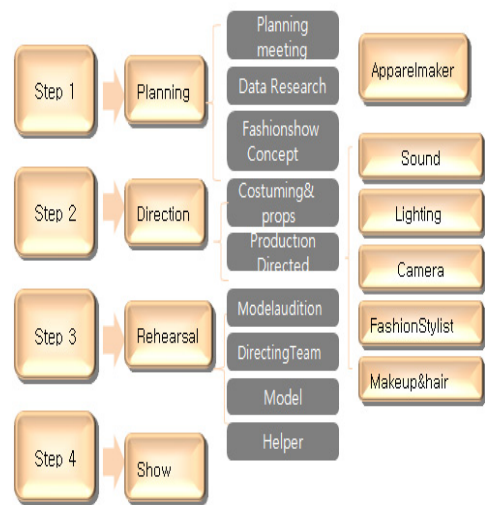 Step 1
Planning
Planning
meeting
Data Research
Fashionshow
Concept
Apparelmaker
Step 2
Direction
Costuming&
props
Production
Directed
Sound
Lighting
Camera
FashionStylist
Makeup&hair
Step 3
Rehearsal
Modelaudition
DirectingTeam
Model
Helper
Step 4
Show